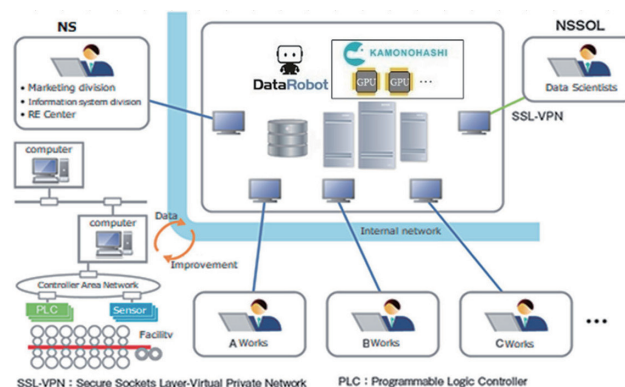 NS
• Marketing division
• Information system division
• RE Center
DataRobot
KAMONOHASHI
GPU GPU ...
NSSOL
Data Scientists
SSL-VPN
computer
computer
Data
Improvement
Internal network
Controller Area Network
PLC
Sensor
Facility
A Works
B Works
C Works
...
SSL-VPN : Secure Sockets Layer-Virtual Private Network
PLC : Programmable Logic Controller